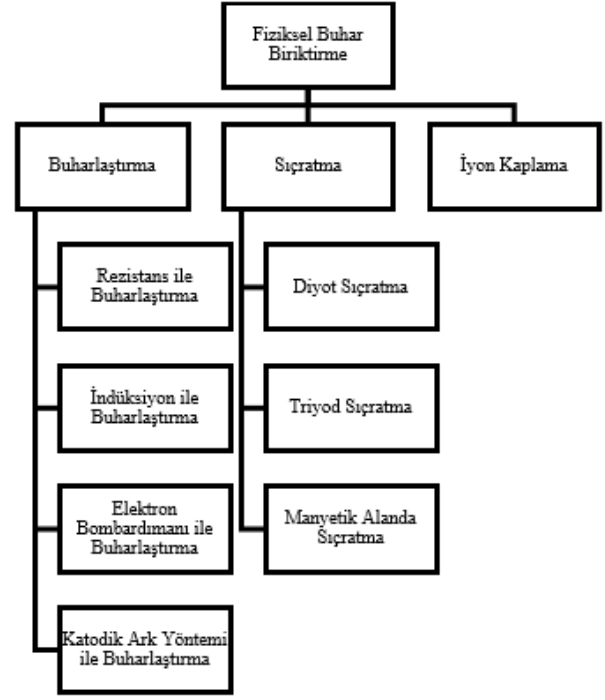 Fiziksel Buhar
Biriktirme
Buharlaştırma
Sıçratma
İyon Kaplama
Rezistans ile
Buharlaştırma
İndüksiyon ile
Buharlaştırma
Elektron
Bombardımanı ile
Buharlaştırma
Katodik Ark Yöntemi
ile Buharlaştırma
Diyot Sıçratma
Triyod Sıçratma
Manyetik Alanda
Sıçratma